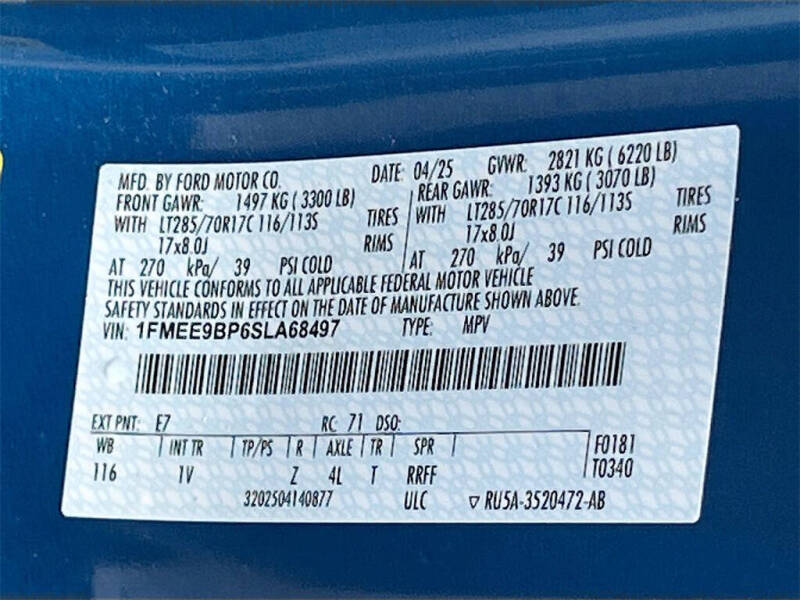 MFD. BY FORD MOTOR CO. DATE: 04/25 GVWR: 2821 KG ( 6220 LB)
FRONT GAWR: 1497 KG ( 3300 LB) REAR GAWR: 1393 KG ( 3070 LB)
WITH LT285/70R17C 116/113S TIRES WITH LT285/70R17C 116/113S TIRES
17x8.0J RIMS 17x8.0J RIMS
AT 270 kPa/ 39 PSI COLD AT 270 kPa/ 39 PSI COLD
THIS VEHICLE CONFORMS TO ALL APPLICABLE FEDERAL MOTOR VEHICLE
SAFETY STANDARDS IN EFFECT ON THE DATE OF MANUFACTURE SHOWN ABOVE.
VIN: 1FMEE9BP6SLA68497 TYPE: MPV
EXT PNT: E7 RC: 71 DSO:
WB INT TR TP/PS R AXLE TR SPR F0181
116 1V Z 4L T RRFF T0340
3202504140877 ULC ▽ RU5A-3520472-AB